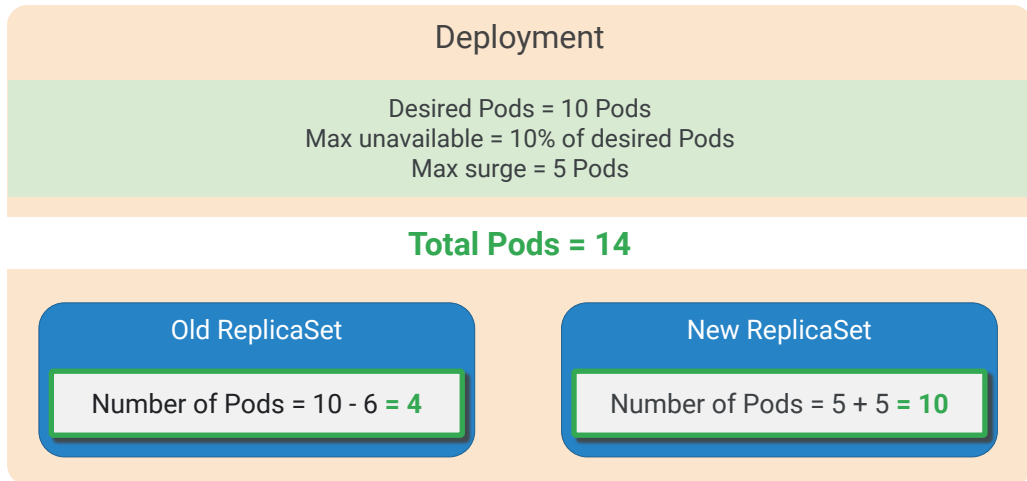 Deployment
Desired Pods = 10 Pods
Max unavailable = 10% of desired Pods
Max surge = 5 Pods
Total Pods = 14
Old ReplicaSet
Number of Pods = 10 - 6 = 4
New ReplicaSet
Number of Pods = 5 + 5 = 10